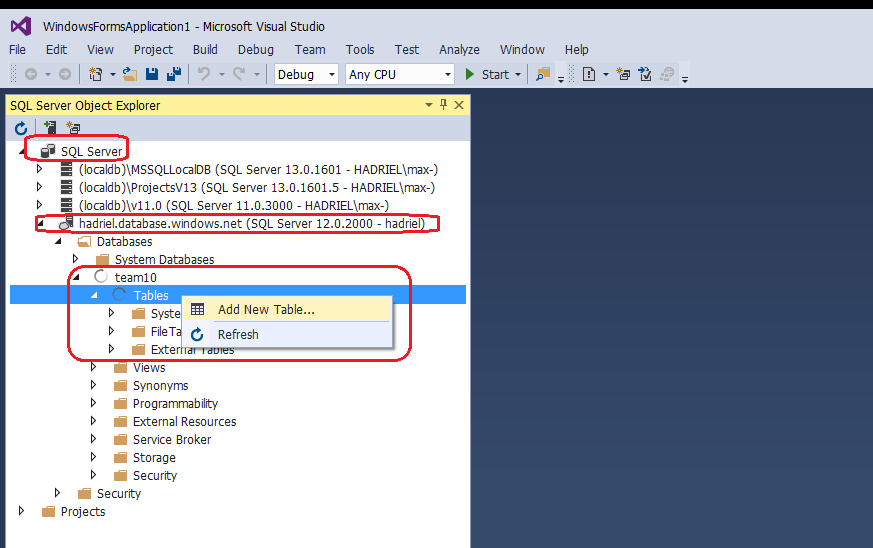 WindowsFormsApplication1 - Microsoft Visual Studio
File Edit View Project Build Debug Team Tools Test Analyze Window Help
Debug Any CPU Start
SQL Server Object Explorer
SQL Server
(localdb)\MSSQLLocalDB (SQL Server 13.0.1601 - HADRIEL\max-)
(localdb)\ProjectsV13 (SQL Server 13.0.1601.5 - HADRIEL\max-)
(localdb)\v11.0 (SQL Server 11.0.3000 - HADRIEL\max-)
hadriel.database.windows.net (SQL Server 12.0.2000 - hadriel)
Databases
System Databases
team10
Tables
Syste
Add New Table...
FileTa
Refresh
External Tables
Views
Synonyms
Programmability
External Resources
Service Broker
Storage
Security
Security
Projects